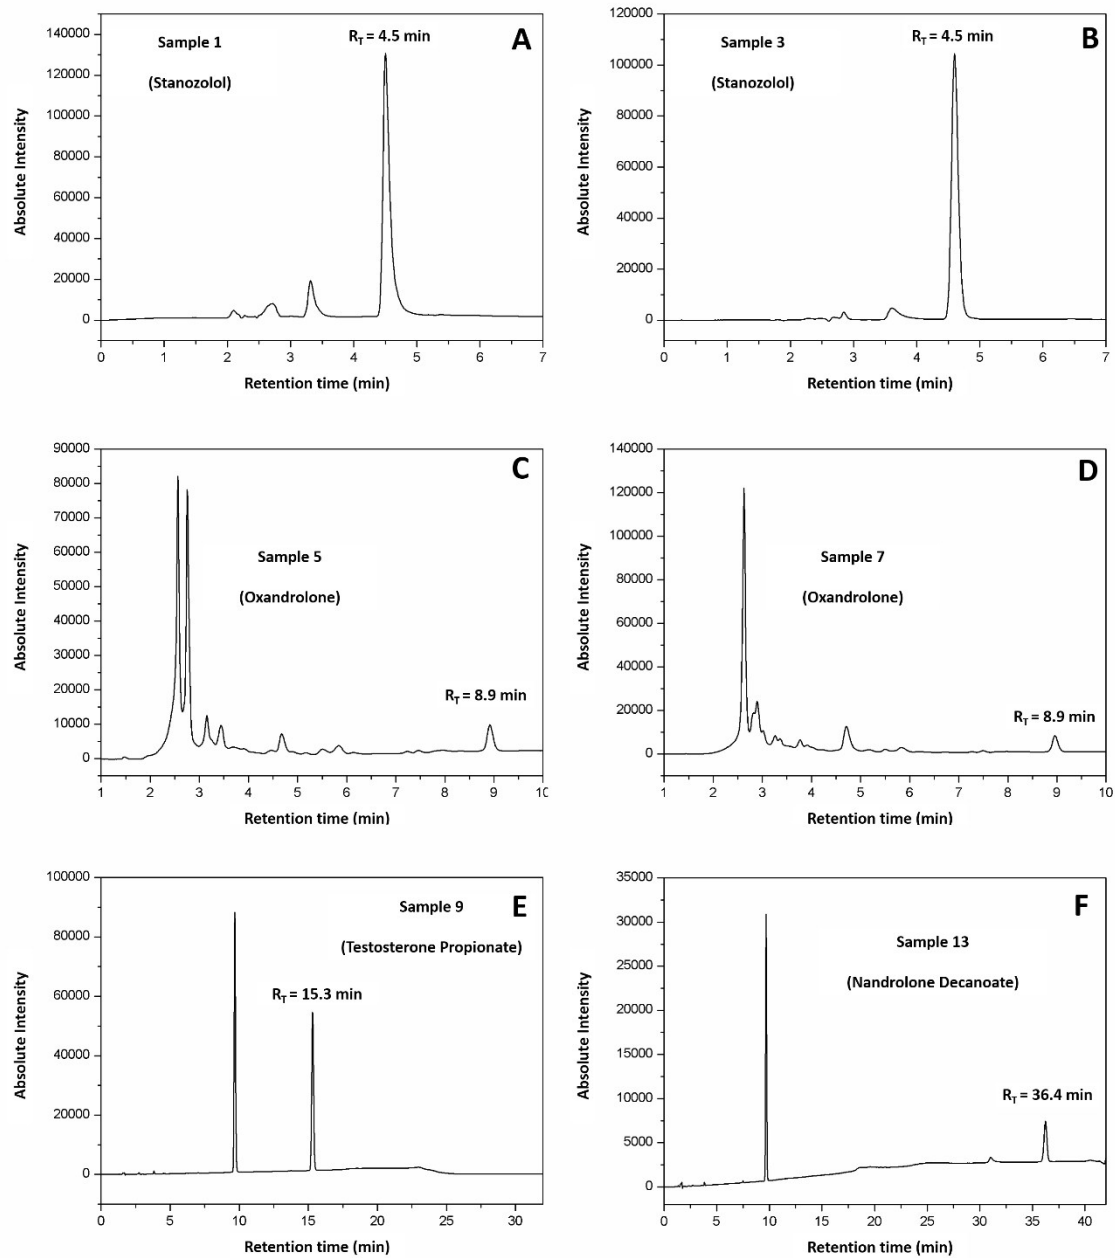 A
Sample 1
(Stanozolol)
R_T = 4.5 min
140000
120000
100000
80000
60000
40000
20000
0
Absolute Intensity
0 1 2 3 4 5 6 7
Retention time (min)
B
Sample 3
(Stanozolol)
R_T = 4.5 min
120000
100000
80000
60000
40000
20000
0
Absolute Intensity
0 1 2 3 4 5 6 7
Retention time (min)
C
Sample 5
(Oxandrolone)
R_T = 8.9 min
90000
80000
70000
60000
50000
40000
30000
20000
10000
0
Absolute Intensity
1 2 3 4 5 6 7 8 9 10
Retention time (min)
D
Sample 7
(Oxandrolone)
R_T = 8.9 min
140000
120000
100000
80000
60000
40000
20000
0
Absolute Intensity
1 2 3 4 5 6 7 8 9 10
Retention time (min)
E
Sample 9
(Testosterone Propionate)
R_T = 15.3 min
100000
80000
60000
40000
20000
0
Absolute Intensity
0 5 10 15 20 25 30
Retention time (min)
F
Sample 13
(Nandrolone Decanoate)
R_T = 36.4 min
35000
30000
25000
20000
15000
10000
5000
0
Absolute Intensity
0 5 10 15 20 25 30 35 40
Retention time (min)